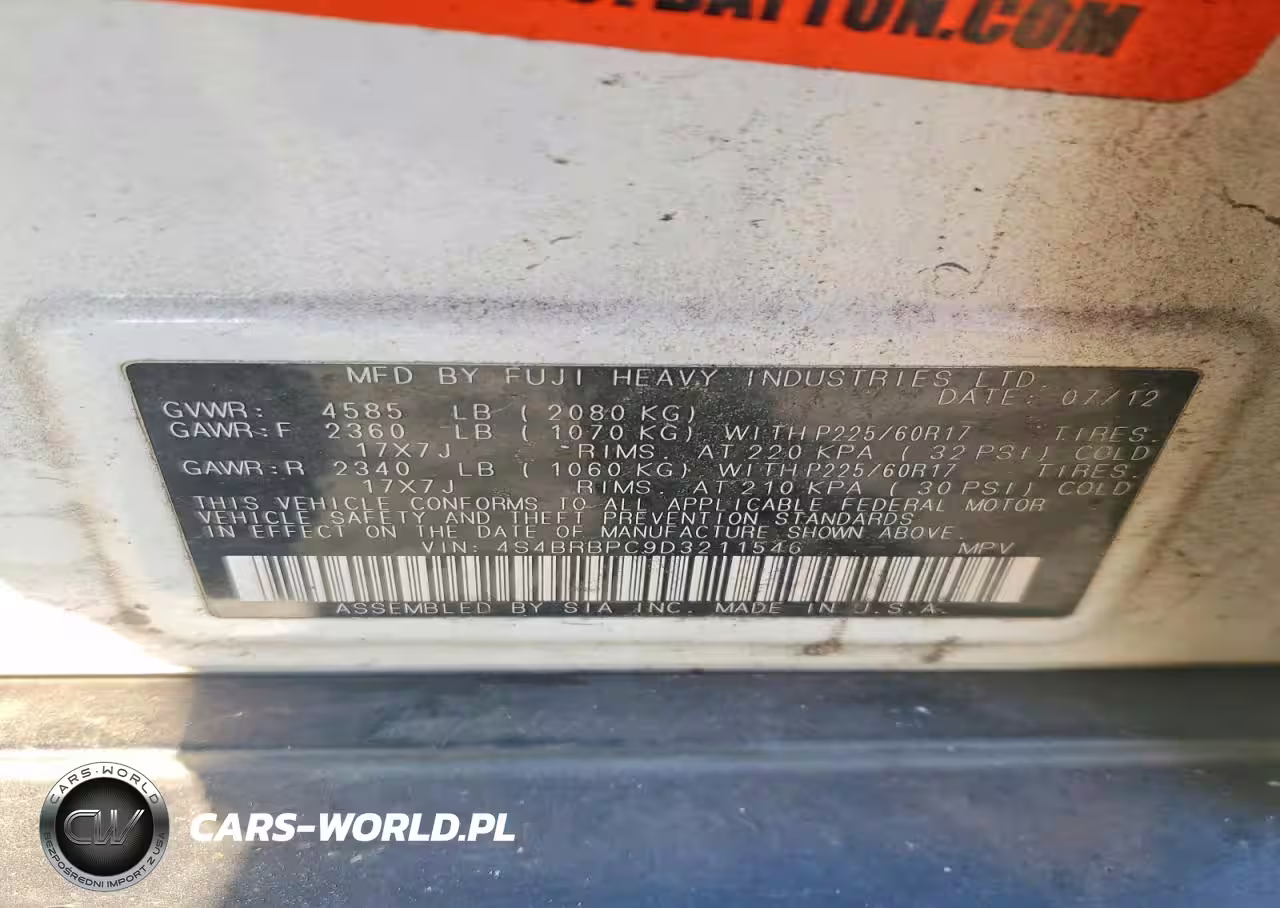 BATTON.COM
MFD BY FUJI HEAVY INDUSTRIES LTD.
DATE: 07/12
GVWR: 4585 LB ( 2080 KG)
GAWR:F 2360 LB ( 1070 KG) WITH P225/60R17 TIRES.
17X7J RIMS. AT 220 KPA ( 32 PSI) COLD
GAWR:R 2340 LB ( 1060 KG) WITH P225/60R17 TIRES
17X7J RIMS. AT 210 KPA ( 30 PSI) COLD
THIS VEHICLE CONFORMS TO ALL APPLICABLE FEDERAL MOTOR
VEHICLE SAFETY AND THEFT PREVENTION STANDARDS
IN EFFECT ON THE DATE OF MANUFACTURE SHOWN ABOVE.
VIN: 4S4BRBPC9D3211546 MPV
ASSEMBLED BY SIA INC. MADE IN U.S.A.
CARS-WORLD
CW
BEZPOŚREDNI IMPORT Z USA
CARS-WORLD.PL